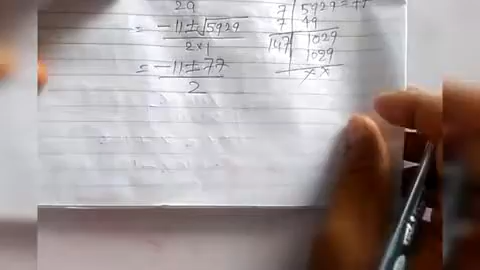 2a
= -11±√5929
2×1
= -11±77
2
7 | 5929 = 77
7 | 49
147 | 1029
1029
× ×